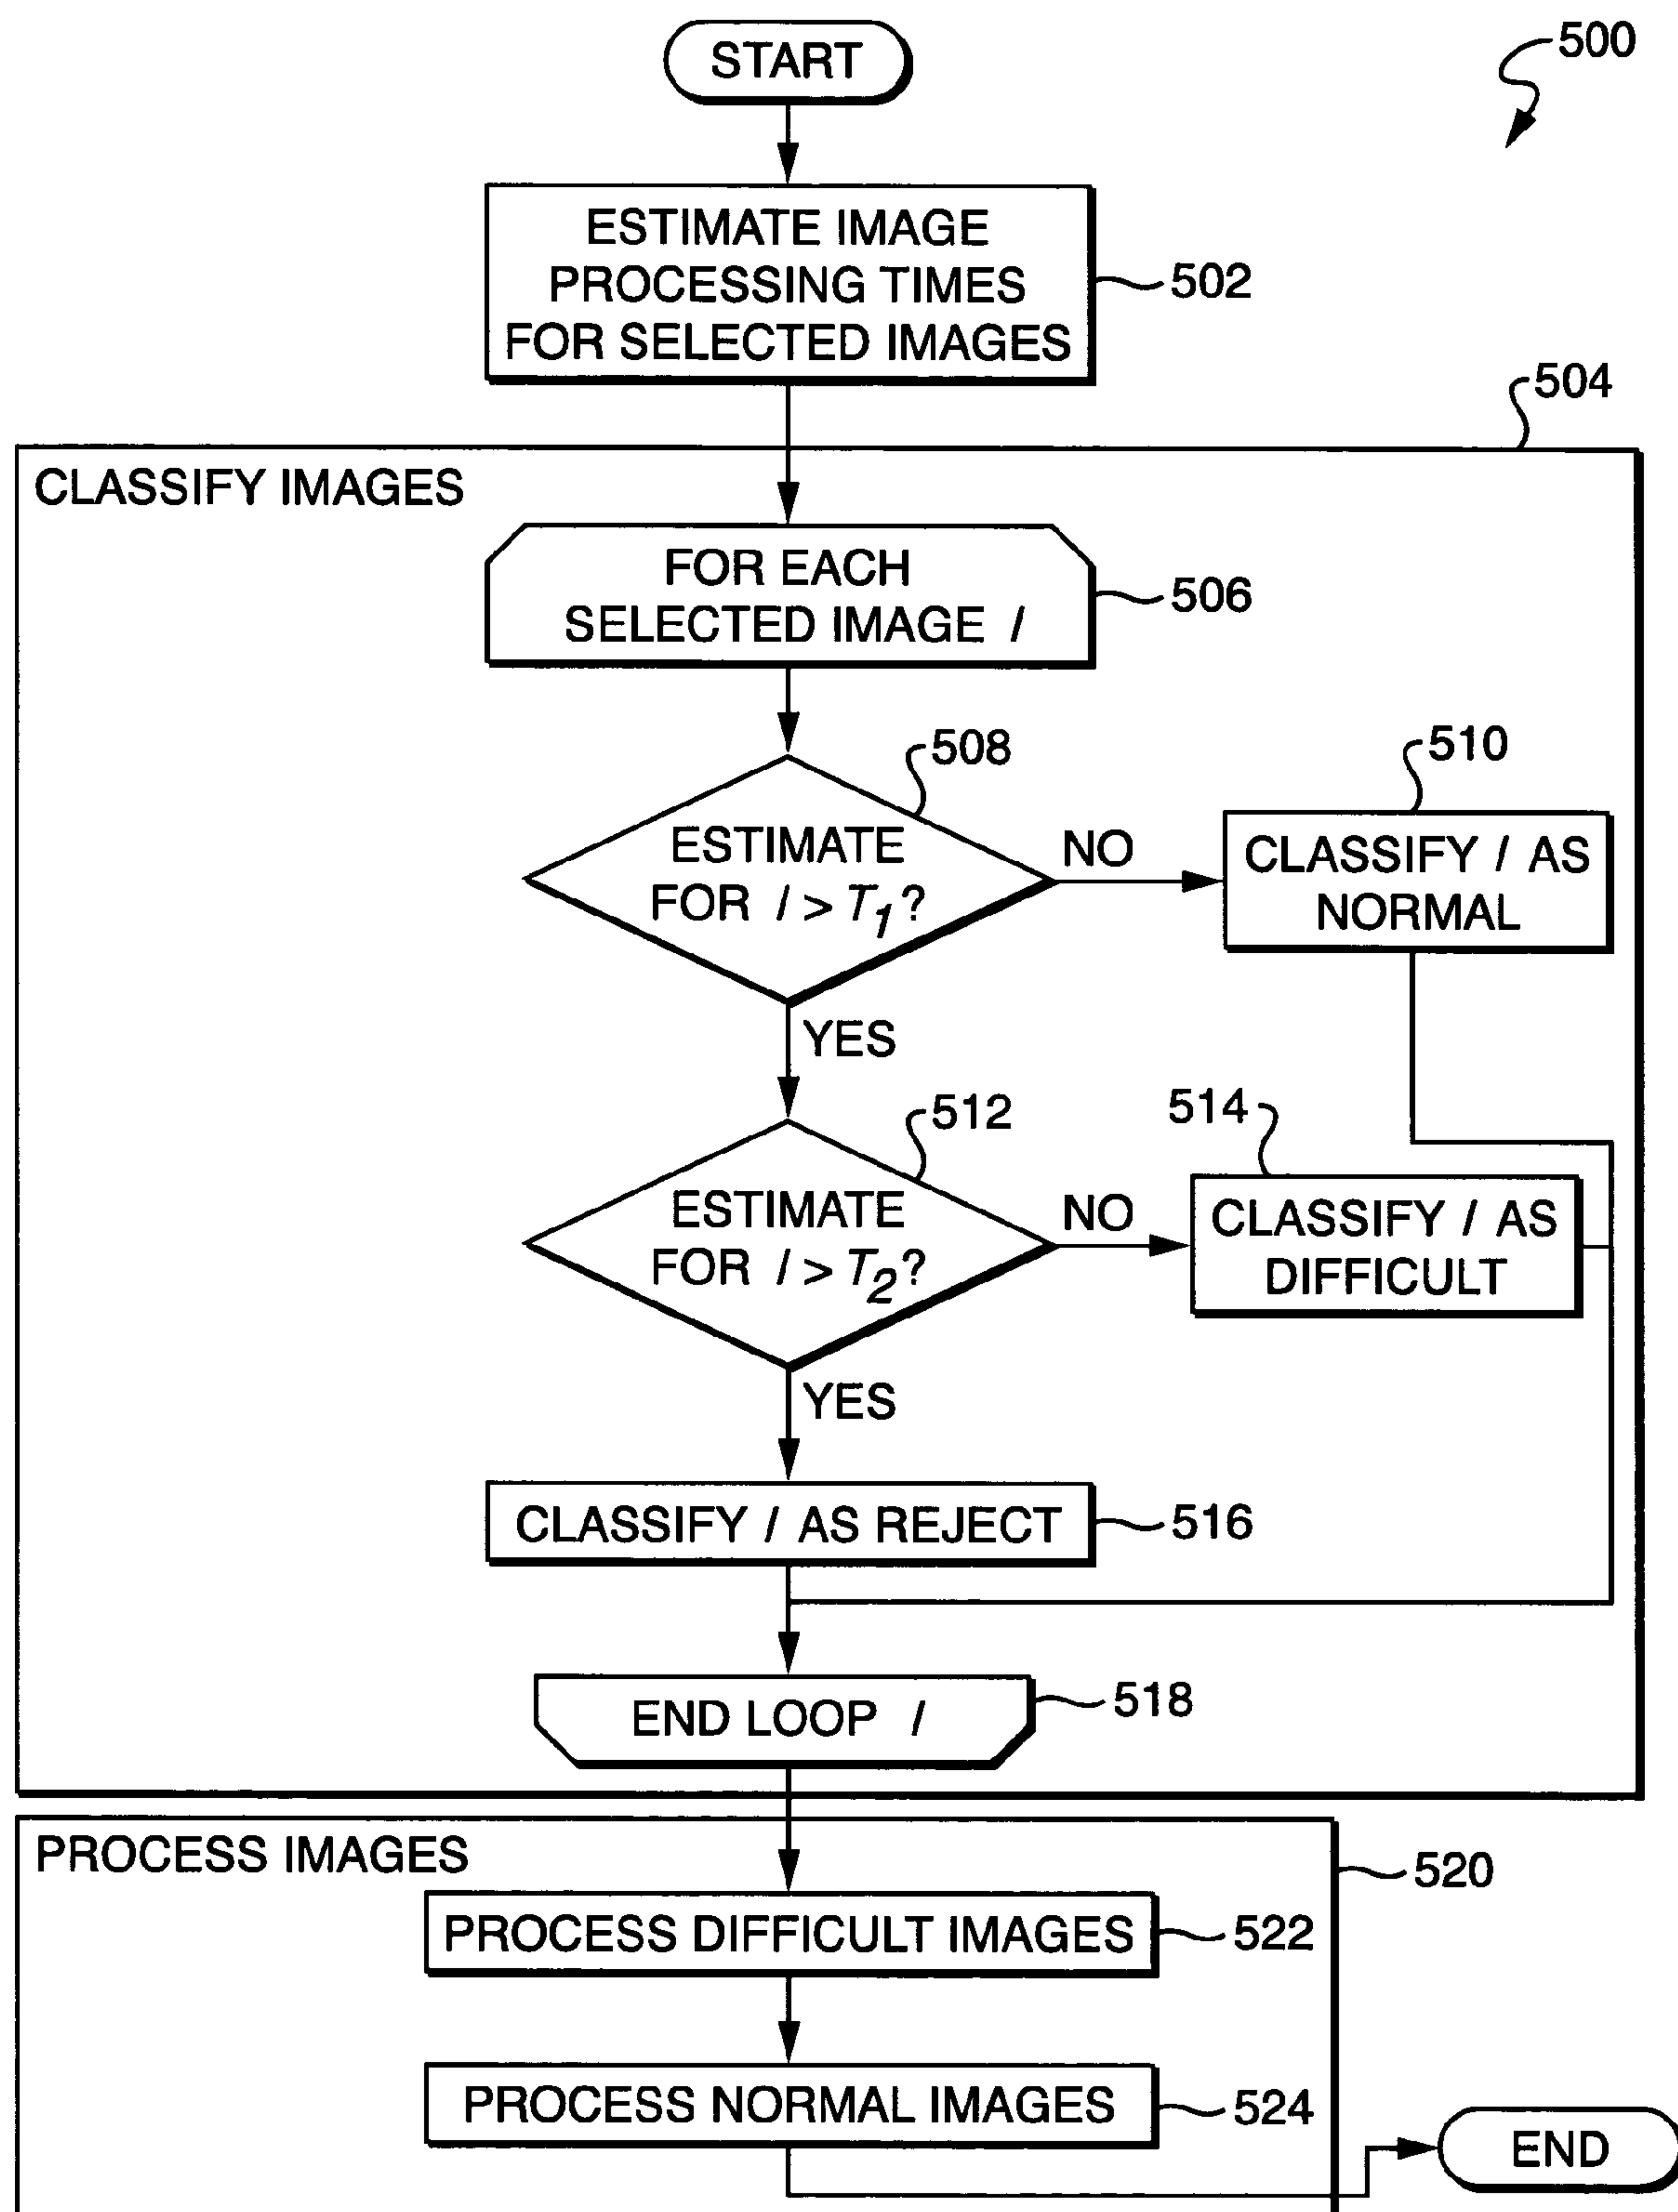 START
500
ESTIMATE IMAGE
PROCESSING TIMES
FOR SELECTED IMAGES
502
504
CLASSIFY IMAGES
FOR EACH
SELECTED IMAGE I
506
508
ESTIMATE
FOR I > T1?
NO
510
CLASSIFY I AS
NORMAL
YES
512
ESTIMATE
FOR I > T2?
NO
514
CLASSIFY I AS
DIFFICULT
YES
CLASSIFY I AS REJECT
516
END LOOP I
518
PROCESS IMAGES
520
PROCESS DIFFICULT IMAGES
522
PROCESS NORMAL IMAGES
524
END